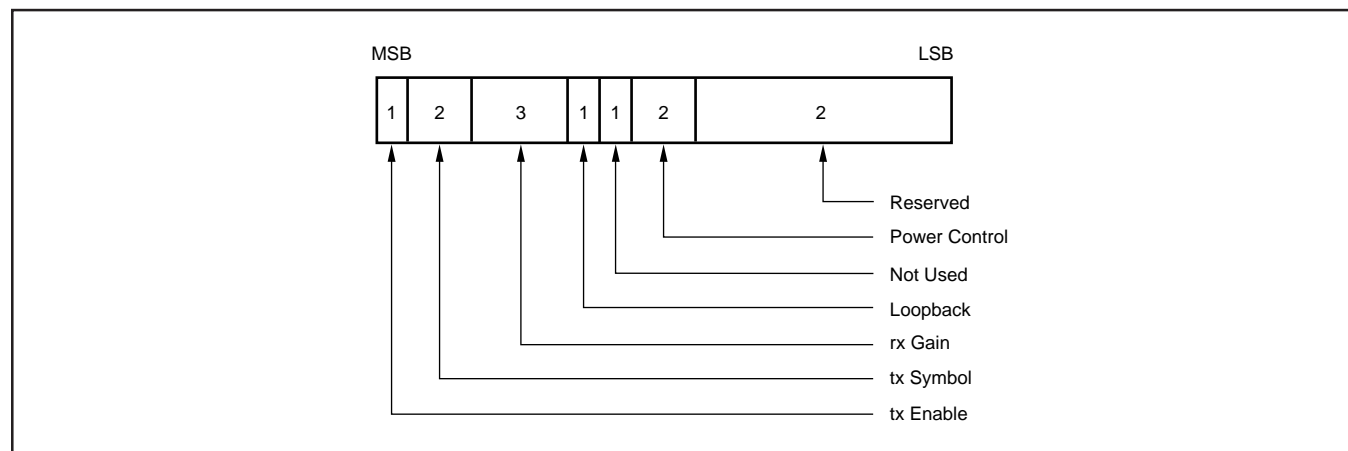 MSB LSB
1 2 3 1 1 2 2
Reserved
Power Control
Not Used
Loopback
rx Gain
tx Symbol
tx Enable